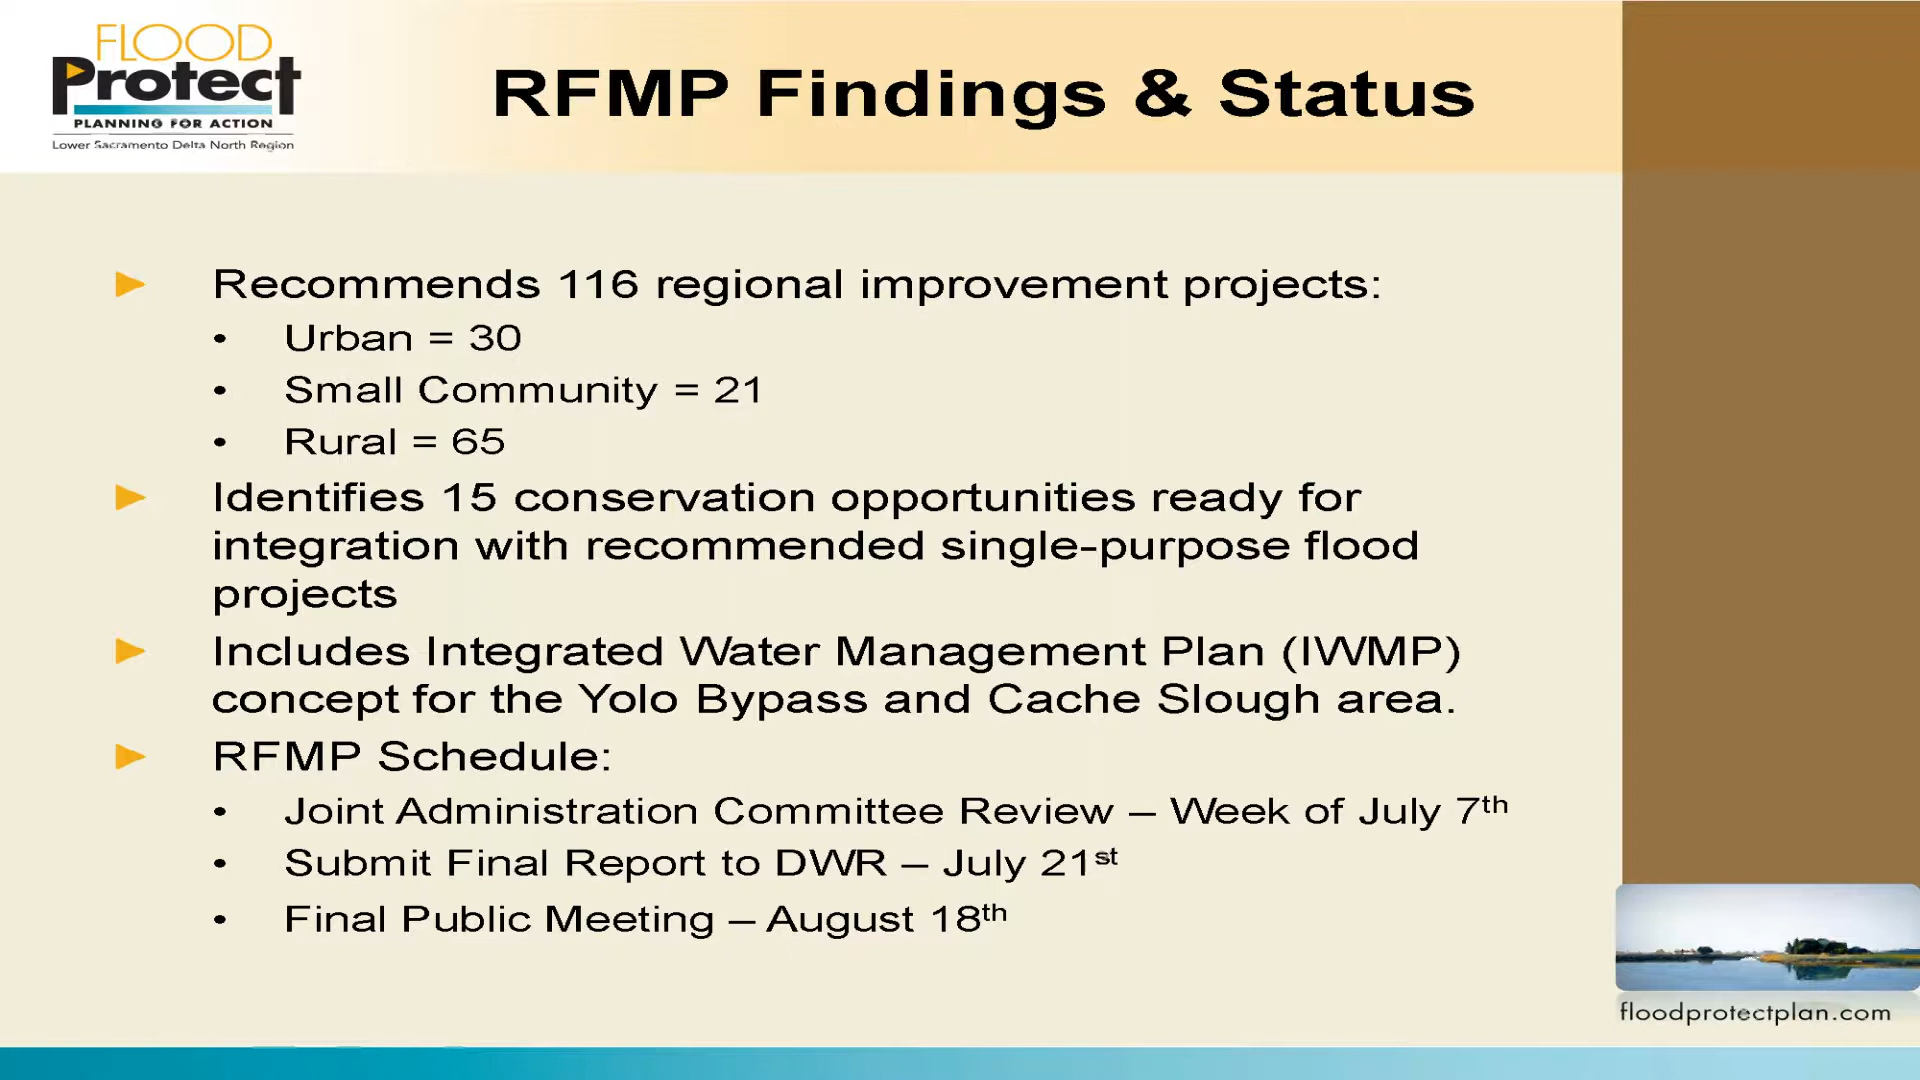 FLOOD
Protect
PLANNING FOR ACTION
Lower Sacramento Delta North Region
RFMP Findings & Status
Recommends 116 regional improvement projects:
• Urban = 30
• Small Community = 21
• Rural = 65
Identifies 15 conservation opportunities ready for
integration with recommended single-purpose flood
projects
Includes Integrated Water Management Plan (IWMP)
concept for the Yolo Bypass and Cache Slough area.
RFMP Schedule:
• Joint Administration Committee Review – Week of July 7th
• Submit Final Report to DWR – July 21st
• Final Public Meeting – August 18th
floodprotectplan.com